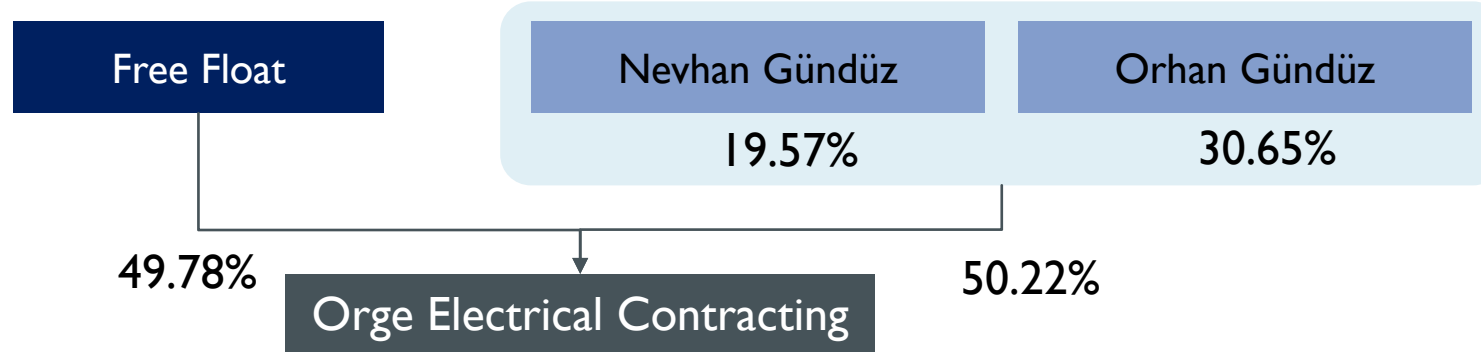 Free Float
Nevhan Gündüz
Orhan Gündüz
19.57%
30.65%
49.78%
50.22%
Orge Electrical Contracting